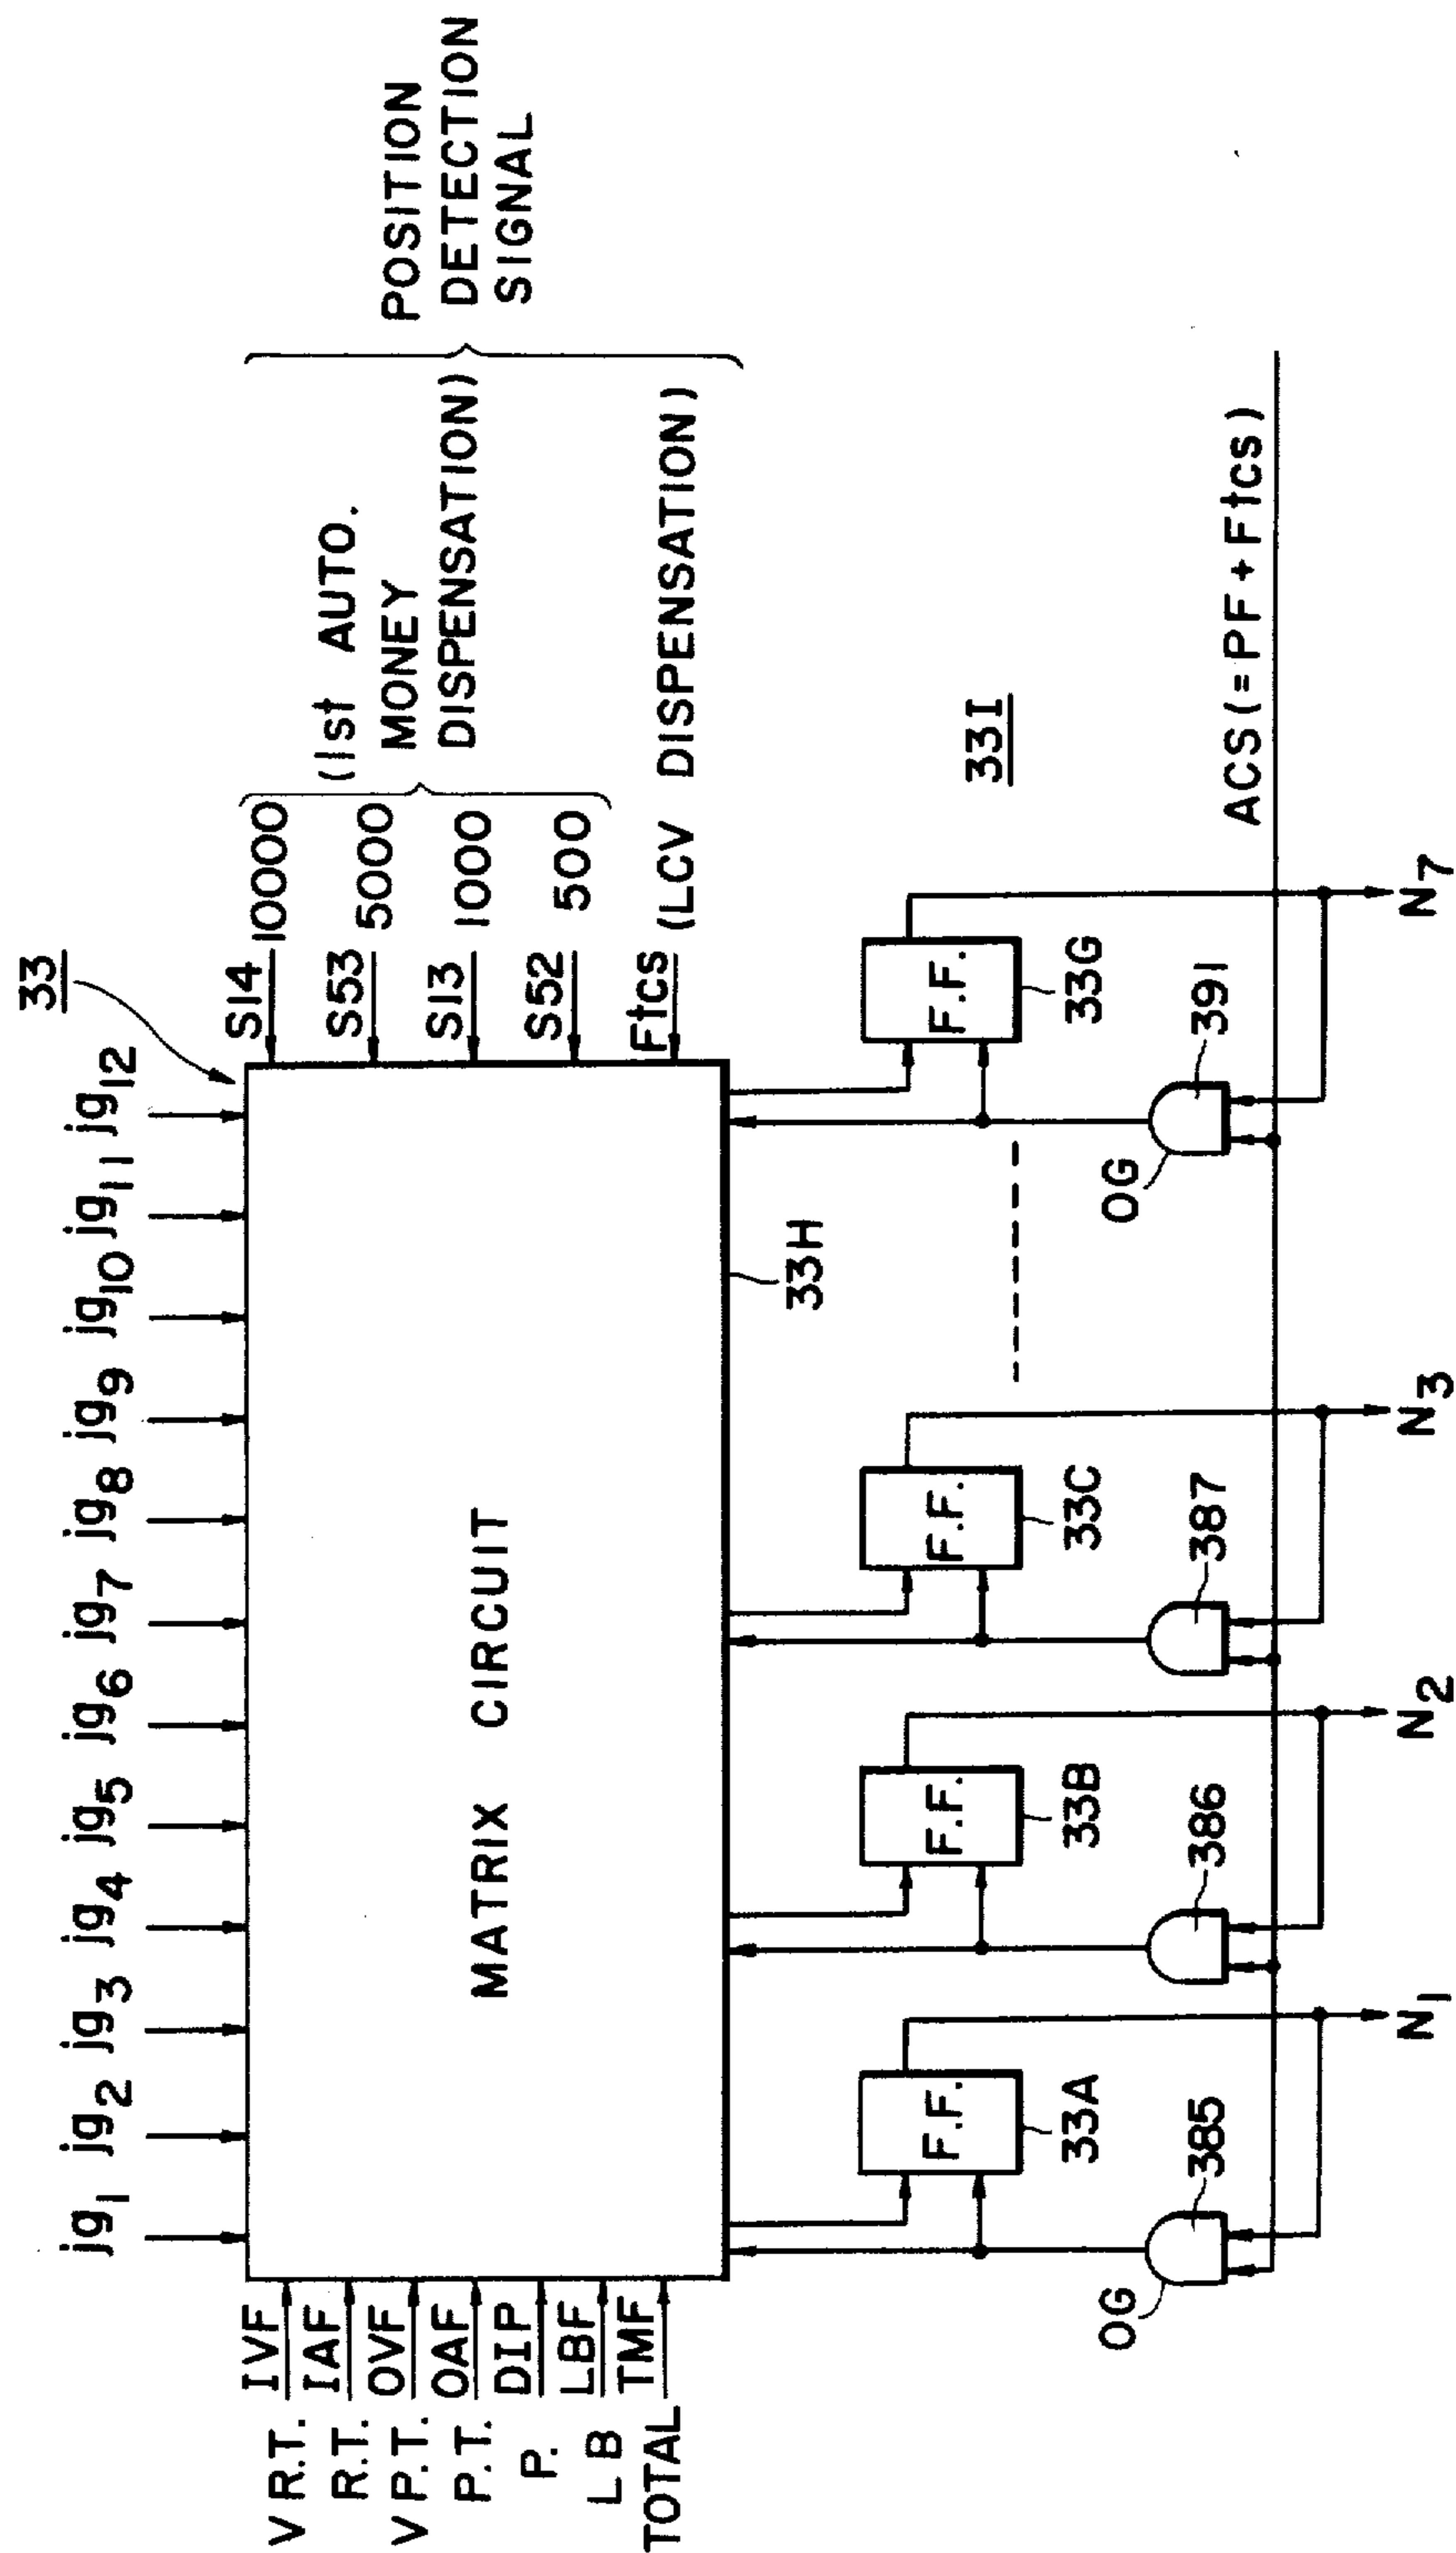 33
jg1 jg2 jg3 jg4 jg5 jg6 jg7 jg8 jg9 jg10 jg11 jg12
V R.T. IVF
R.T. IAF
V P.T. OVF
P.T. OAF
P. DIP
LB LBF
TOTAL TMF
MATRIX CIRCUIT
S14 10000
S53 5000
S13 1000
S52 500
(1st AUTO.
MONEY
DISPENSATION)
Ftcs (LCV DISPENSATION)
POSITION
DETECTION
SIGNAL
33H
33I
F.F. F.F. F.F. F.F.
33A 33B 33C 33G
OG 385 386 387 OG 391
ACS(=PF+Ftcs)
N1 N2 N3 N7